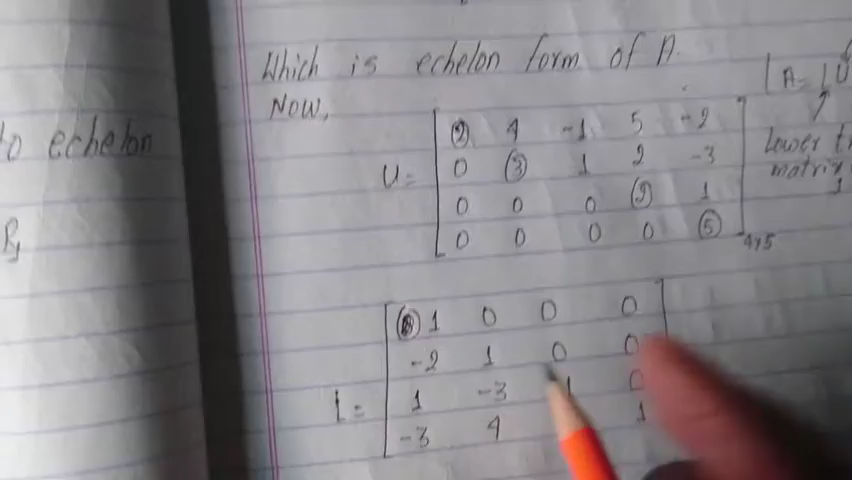 Which is echelon form of A.
Now,
to echelon
A = LU
Lower
matrix
U = 2 4 -1 5 -2
0 3 1 2 -3
0 0 0 2 1
0 0 0 0 5
4x5
L = 1 0 0 0
-2 1 0 0
1 -3 1 0
-3 4 1